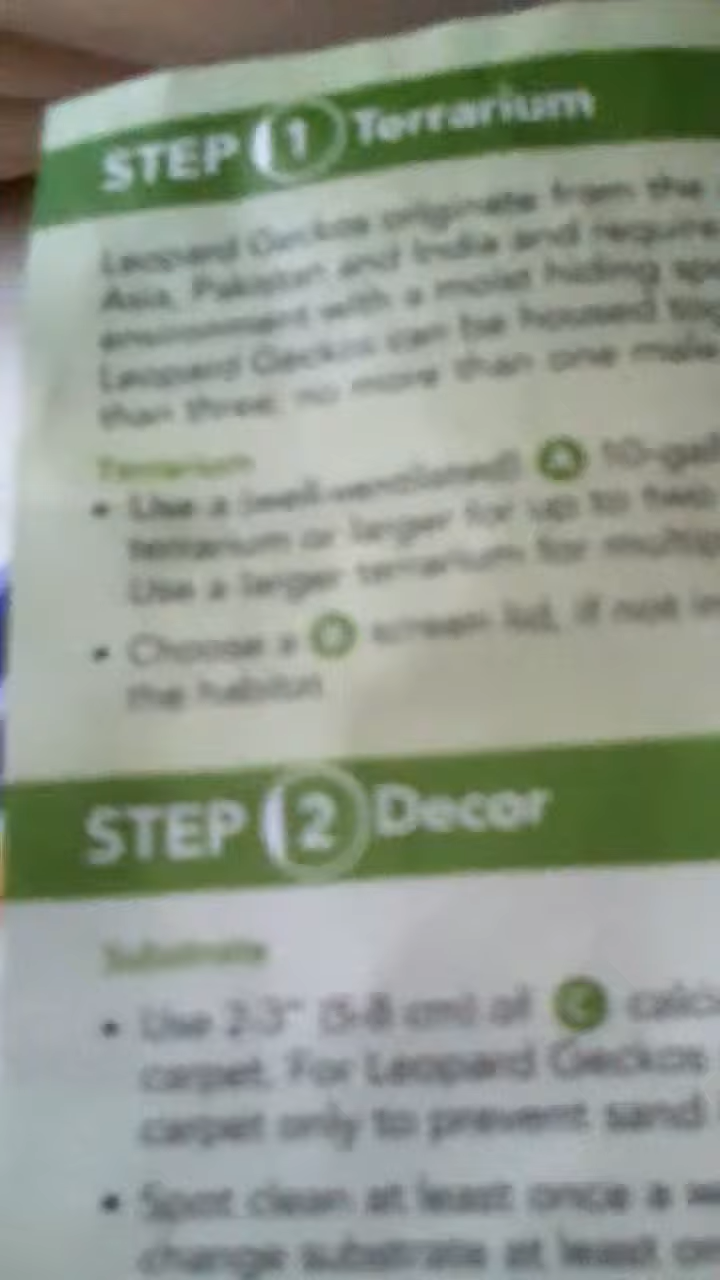 STEP 1 Terrarium
Leopard Geckos originate from the
Asia, Pakistan and India and require
environment with a moist hiding
Leopard Geckos can be housed
than three; no more than one male
Terrarium
• Use a (well-ventilated) A 10-gal
terrarium or larger for up to two
Use a larger terrarium for
• Choose a screen lid, if not
the habitat
STEP 2 Decor
Substrate
• Use 2-3" (5-8 cm) of C
carpet. For Leopard Geckos
carpet only to prevent sand
• Spot clean at least once a
change substrate at least